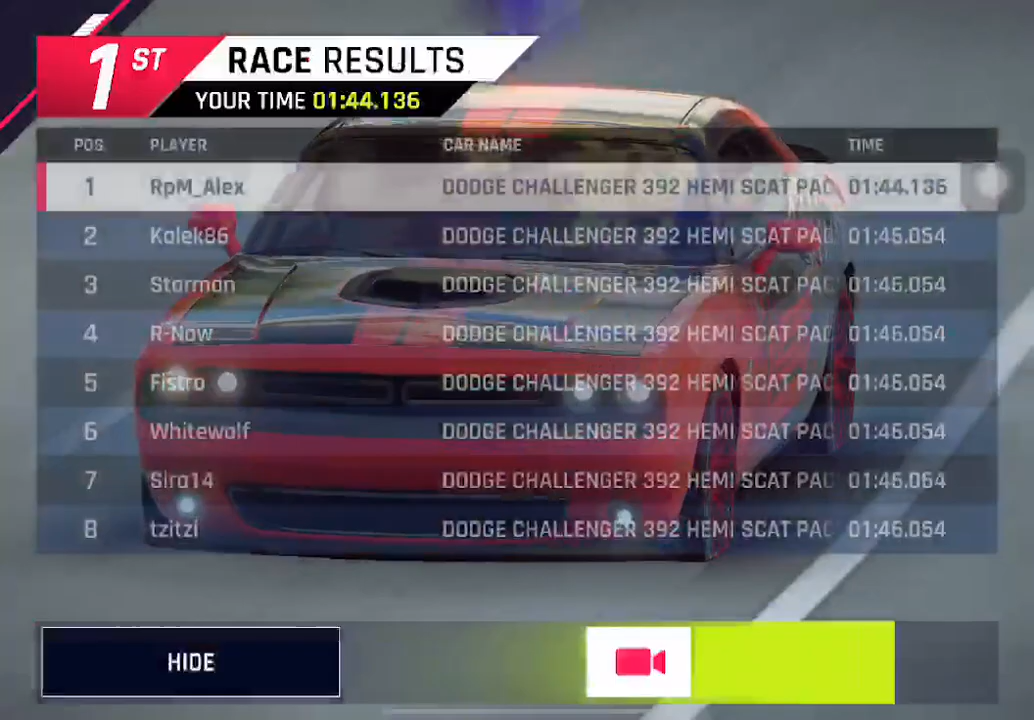 1ST
RACE RESULTS
YOUR TIME 01:44.136
POS. PLAYER CAR NAME TIME
1 RpM_Alex DODGE CHALLENGER 392 HEMI SCAT PAC 01:44.136
2 Kalek86 DODGE CHALLENGER 392 HEMI SCAT PAC 01:46.054
3 Starman DODGE CHALLENGER 392 HEMI SCAT PAC 01:46.054
4 R-Now DODGE CHALLENGER 392 HEMI SCAT PAC 01:46.054
5 Fistro DODGE CHALLENGER 392 HEMI SCAT PAC 01:46.054
6 Whitewolf DODGE CHALLENGER 392 HEMI SCAT PAC 01:46.054
7 Sira14 DODGE CHALLENGER 392 HEMI SCAT PAC 01:46.054
8 tzitzi DODGE CHALLENGER 392 HEMI SCAT PAC 01:46.054
HIDE